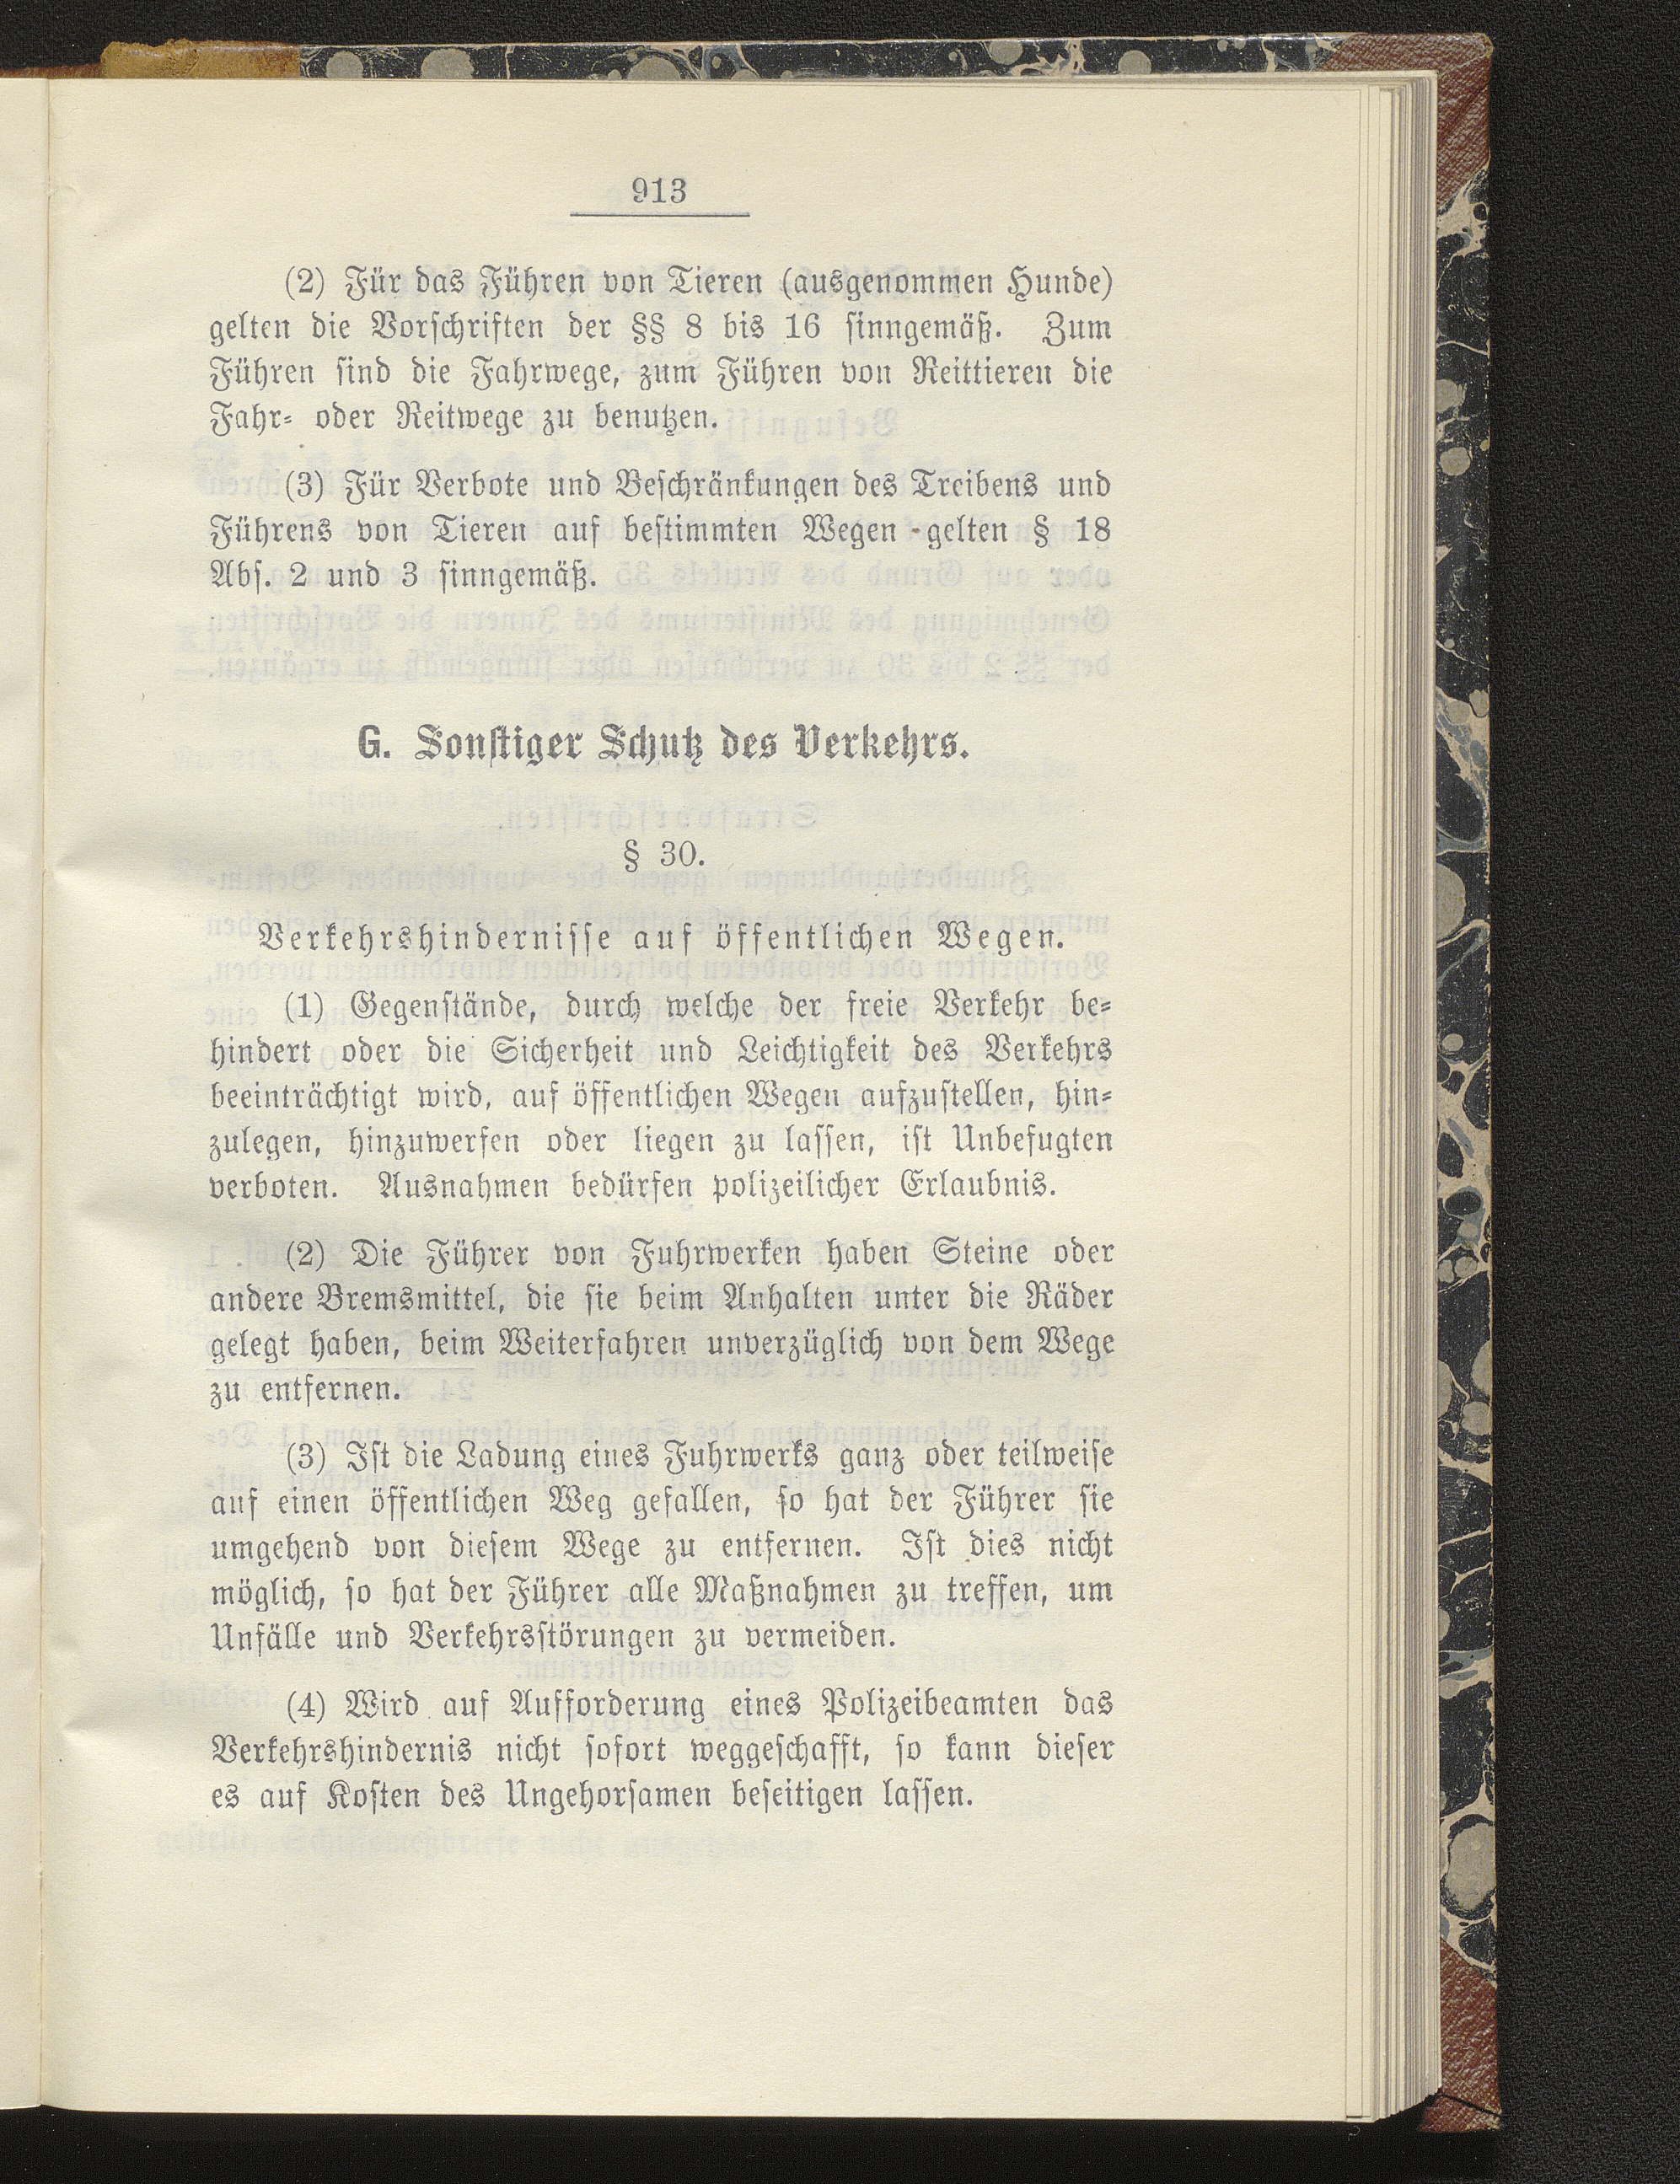 913
(2) Für das Führen von Tieren (ausgenommen Hunde)
gelten die Vorschriften der §§ 8 bis 16 sinngemäß. Zum
Führen sind die Fahrwege, zum Führen von Reittieren die
Fahr- oder Reitwege zu benutzen.
(3) Für Verbote und Beschränkungen des Treibens und
Führens von Tieren auf bestimmten Wegen gelten § 18
Abs. 2 und 3 sinngemäß.
G. Sonstiger Schutz des Verkehrs.
§ 30.
Verkehrshindernisse auf öffentlichen Wegen.
(1) Gegenstände, durch welche der freie Verkehr be-
hindert oder die Sicherheit und Leichtigkeit des Verkehrs
beeinträchtigt wird, auf öffentlichen Wegen aufzustellen, hin-
zulegen, hinzuwerfen oder liegen zu lassen, ist Unbefugten
verboten. Ausnahmen bedürfen polizeilicher Erlaubnis.
(2) Die Führer von Fuhrwerken haben Steine oder
andere Bremsmittel, die sie beim Anhalten unter die Räder
gelegt haben, beim Weiterfahren unverzüglich von dem Wege
zu entfernen.
(3) Ist die Ladung eines Fuhrwerks ganz oder teilweise
auf einen öffentlichen Weg gefallen, so hat der Führer sie
umgehend von diesem Wege zu entfernen. Ist dies nicht
möglich, so hat der Führer alle Maßnahmen zu treffen, um
Unfälle und Verkehrsstörungen zu vermeiden.
(4) Wird auf Aufforderung eines Polizeibeamten das
Verkehrshindernis nicht sofort weggeschafft, so kann dieser
es auf Kosten des Ungehorsamen beseitigen lassen.